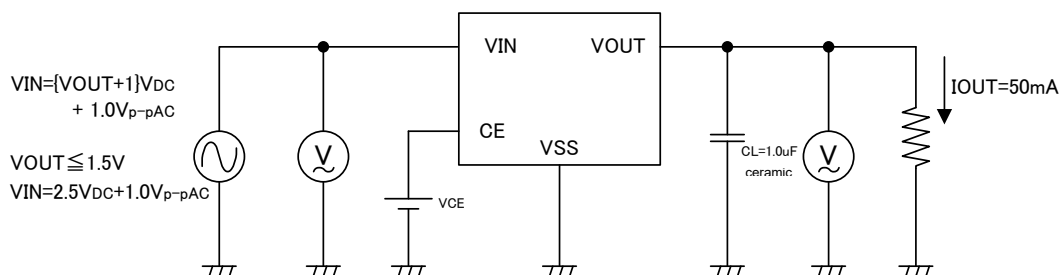 VIN={VOUT+1}VDC
+ 1.0Vp-pAC
VOUT≦1.5V
VIN=2.5VDC+1.0Vp-pAC
V
VIN
VOUT
CE
VSS
VCE
CL=1.0uF
ceramic
V
IOUT=50mA